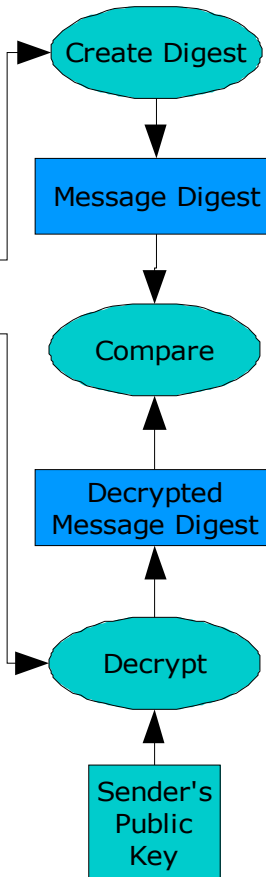 Create Digest
Message Digest
Compare
Decrypted
Message Digest
Decrypt
Sender's
Public
Key